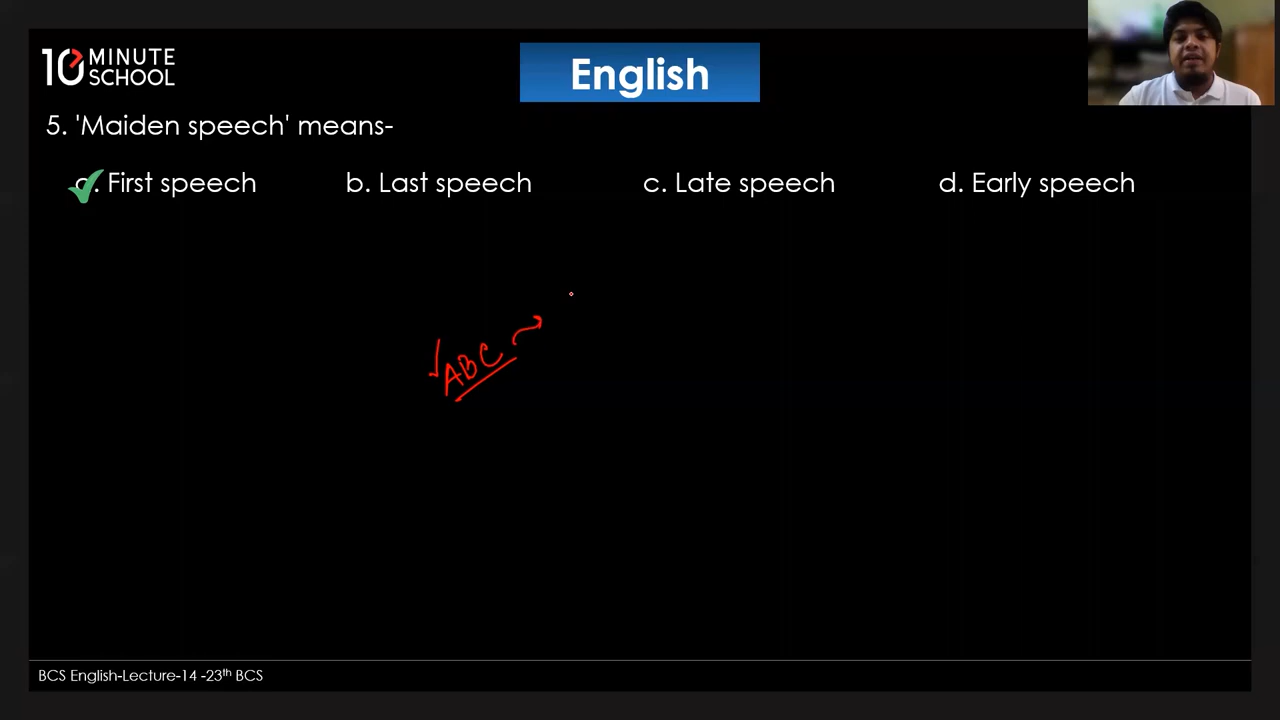 10 MINUTE SCHOOL
English
5. 'Maiden speech' means-
a. First speech b. Last speech c. Late speech d. Early speech
ABC
BCS English-Lecture-14 -23th BCS